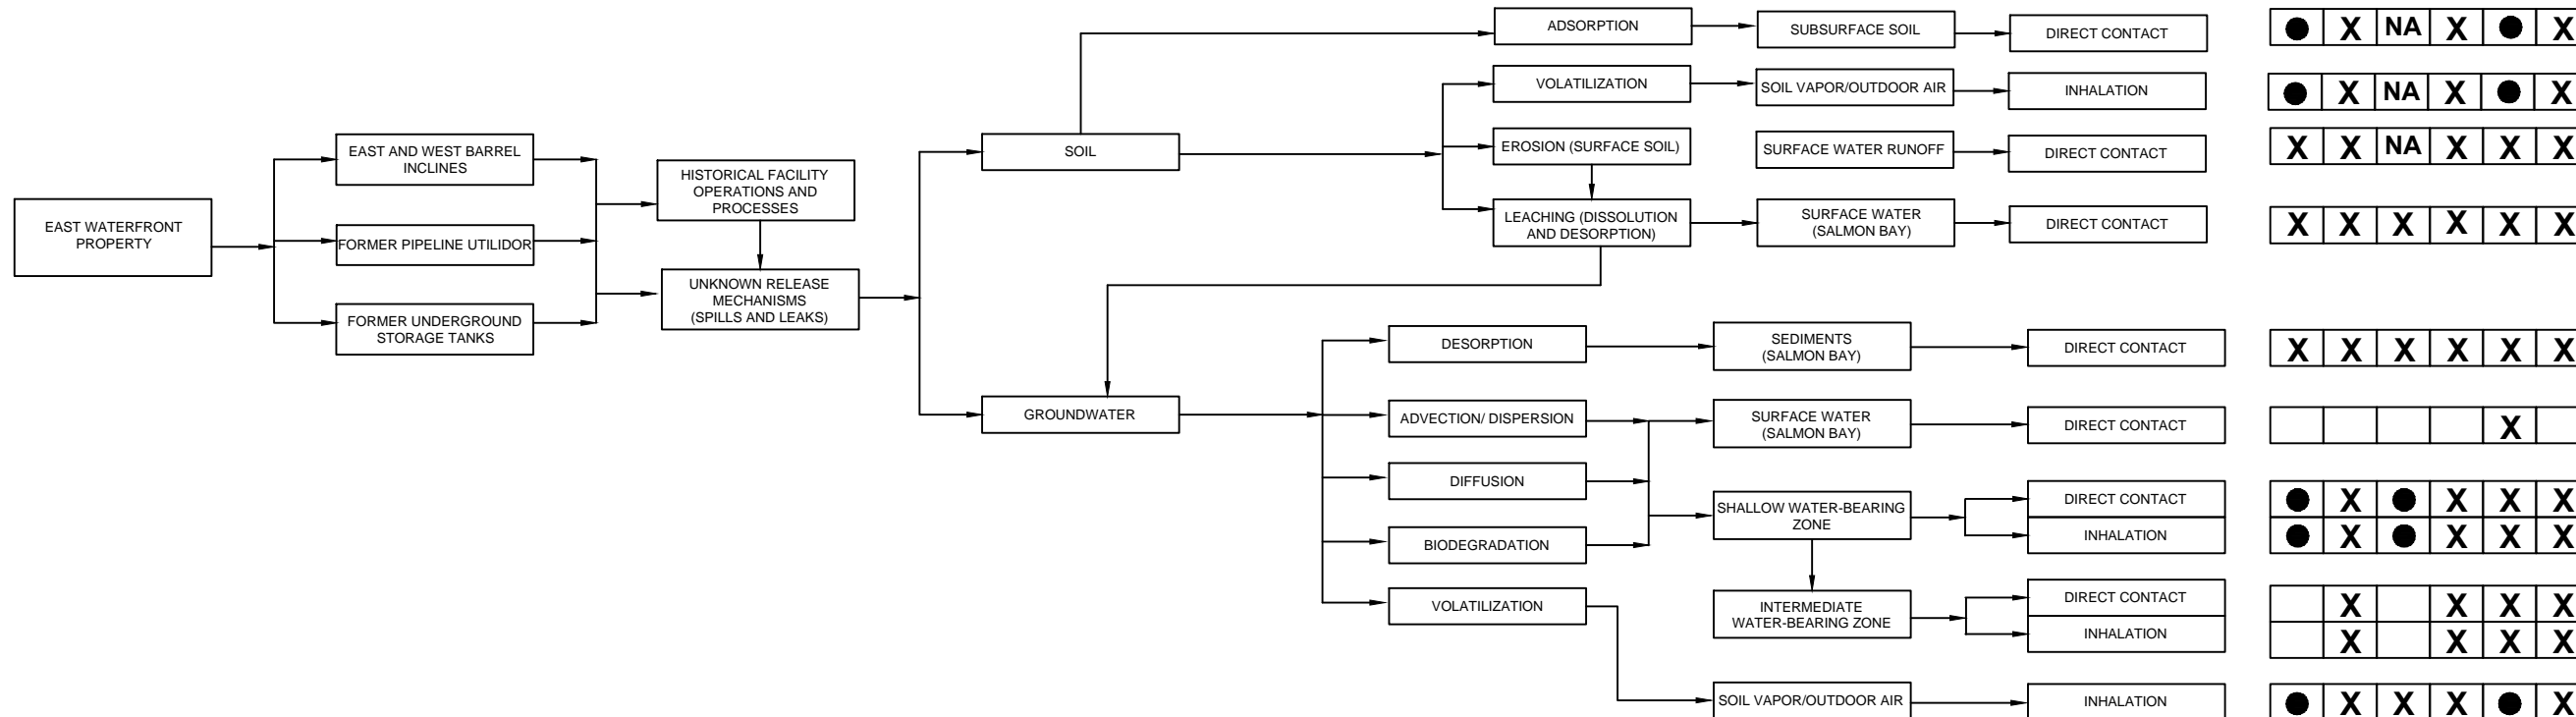 EAST WATERFRONT
PROPERTY
EAST AND WEST BARREL
INCLINES
FORMER PIPELINE UTILIDOR
FORMER UNDERGROUND
STORAGE TANKS
HISTORICAL FACILITY
OPERATIONS AND
PROCESSES
UNKNOWN RELEASE
MECHANISMS
(SPILLS AND LEAKS)
SOIL
GROUNDWATER
ADSORPTION
SUBSURFACE SOIL
DIRECT CONTACT
X NA X X
VOLATILIZATION
SOIL VAPOR/OUTDOOR AIR
INHALATION
X NA X X
EROSION (SURFACE SOIL)
SURFACE WATER RUNOFF
DIRECT CONTACT
X X NA X X X
LEACHING (DISSOLUTION
AND DESORPTION)
SURFACE WATER
(SALMON BAY)
DIRECT CONTACT
X X X X X X
DESORPTION
SEDIMENTS
(SALMON BAY)
DIRECT CONTACT
X X X X X X
ADVECTION/ DISPERSION
SURFACE WATER
(SALMON BAY)
DIRECT CONTACT
X
DIFFUSION
BIODEGRADATION
SHALLOW WATER-BEARING
ZONE
DIRECT CONTACT
X X X X
INHALATION
X X X X
VOLATILIZATION
INTERMEDIATE
WATER-BEARING ZONE
DIRECT CONTACT
X X X X
INHALATION
X X X X
SOIL VAPOR/OUTDOOR AIR
INHALATION
X X X X